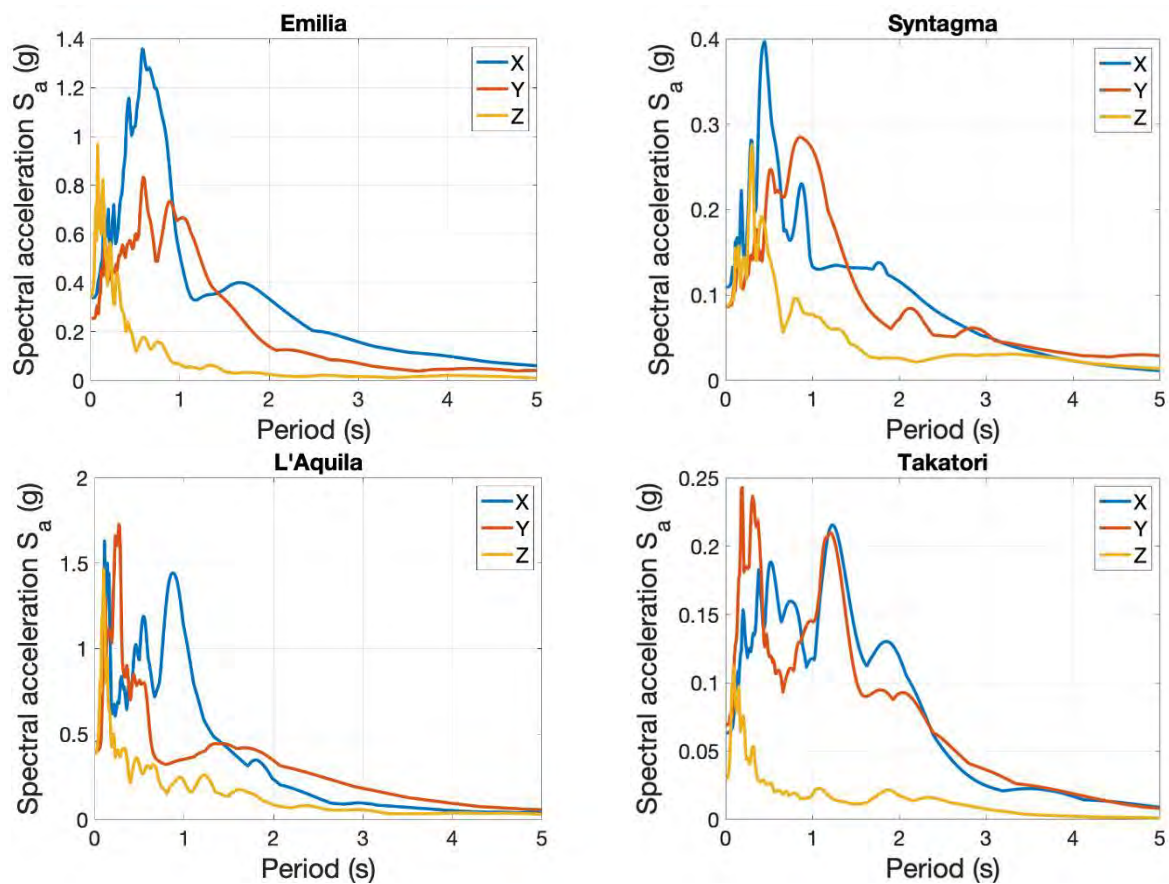 Emilia
Spectral acceleration S_a (g)
1.4
1.2
1
0.8
0.6
0.4
0.2
0
X
Y
Z
0 1 2 3 4 5
Period (s)
Syntagma
Spectral acceleration S_a (g)
0.4
0.3
0.2
0.1
0
X
Y
Z
0 1 2 3 4 5
Period (s)
L'Aquila
Spectral acceleration S_a (g)
2
1.5
1
0.5
0
X
Y
Z
0 1 2 3 4 5
Period (s)
Takatori
Spectral acceleration S_a (g)
0.25
0.2
0.15
0.1
0.05
0
X
Y
Z
0 1 2 3 4 5
Period (s)